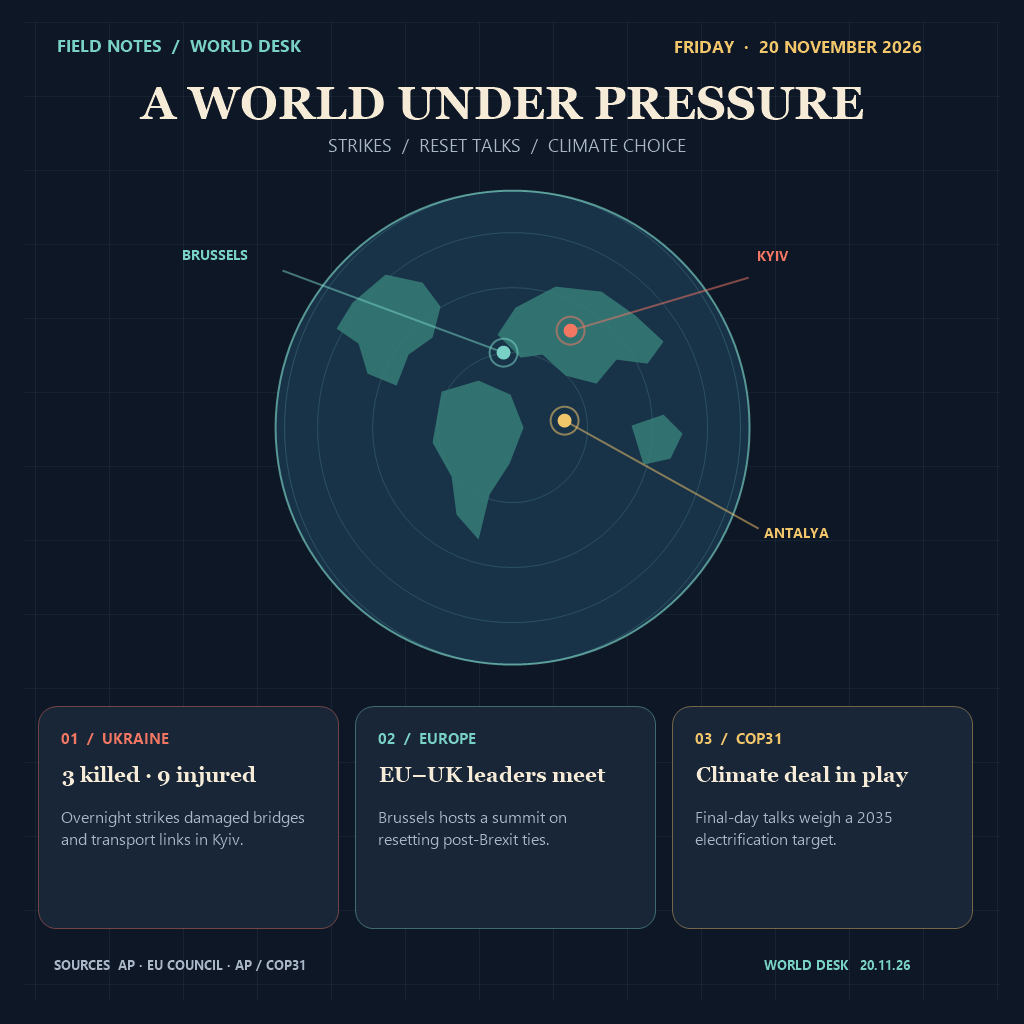 FIELD NOTES / WORLD DESK
FRIDAY · 20 NOVEMBER 2026
A WORLD UNDER PRESSURE
STRIKES / RESET TALKS / CLIMATE CHOICE
BRUSSELS
KYIV
ANTALYA
01 / UKRAINE
3 killed · 9 injured
Overnight strikes damaged bridges
and transport links in Kyiv.
02 / EUROPE
EU–UK leaders meet
Brussels hosts a summit on
resetting post-Brexit ties.
03 / COP31
Climate deal in play
Final-day talks weigh a 2035
electrification target.
SOURCES AP · EU COUNCIL · AP / COP31
WORLD DESK 20.11.26